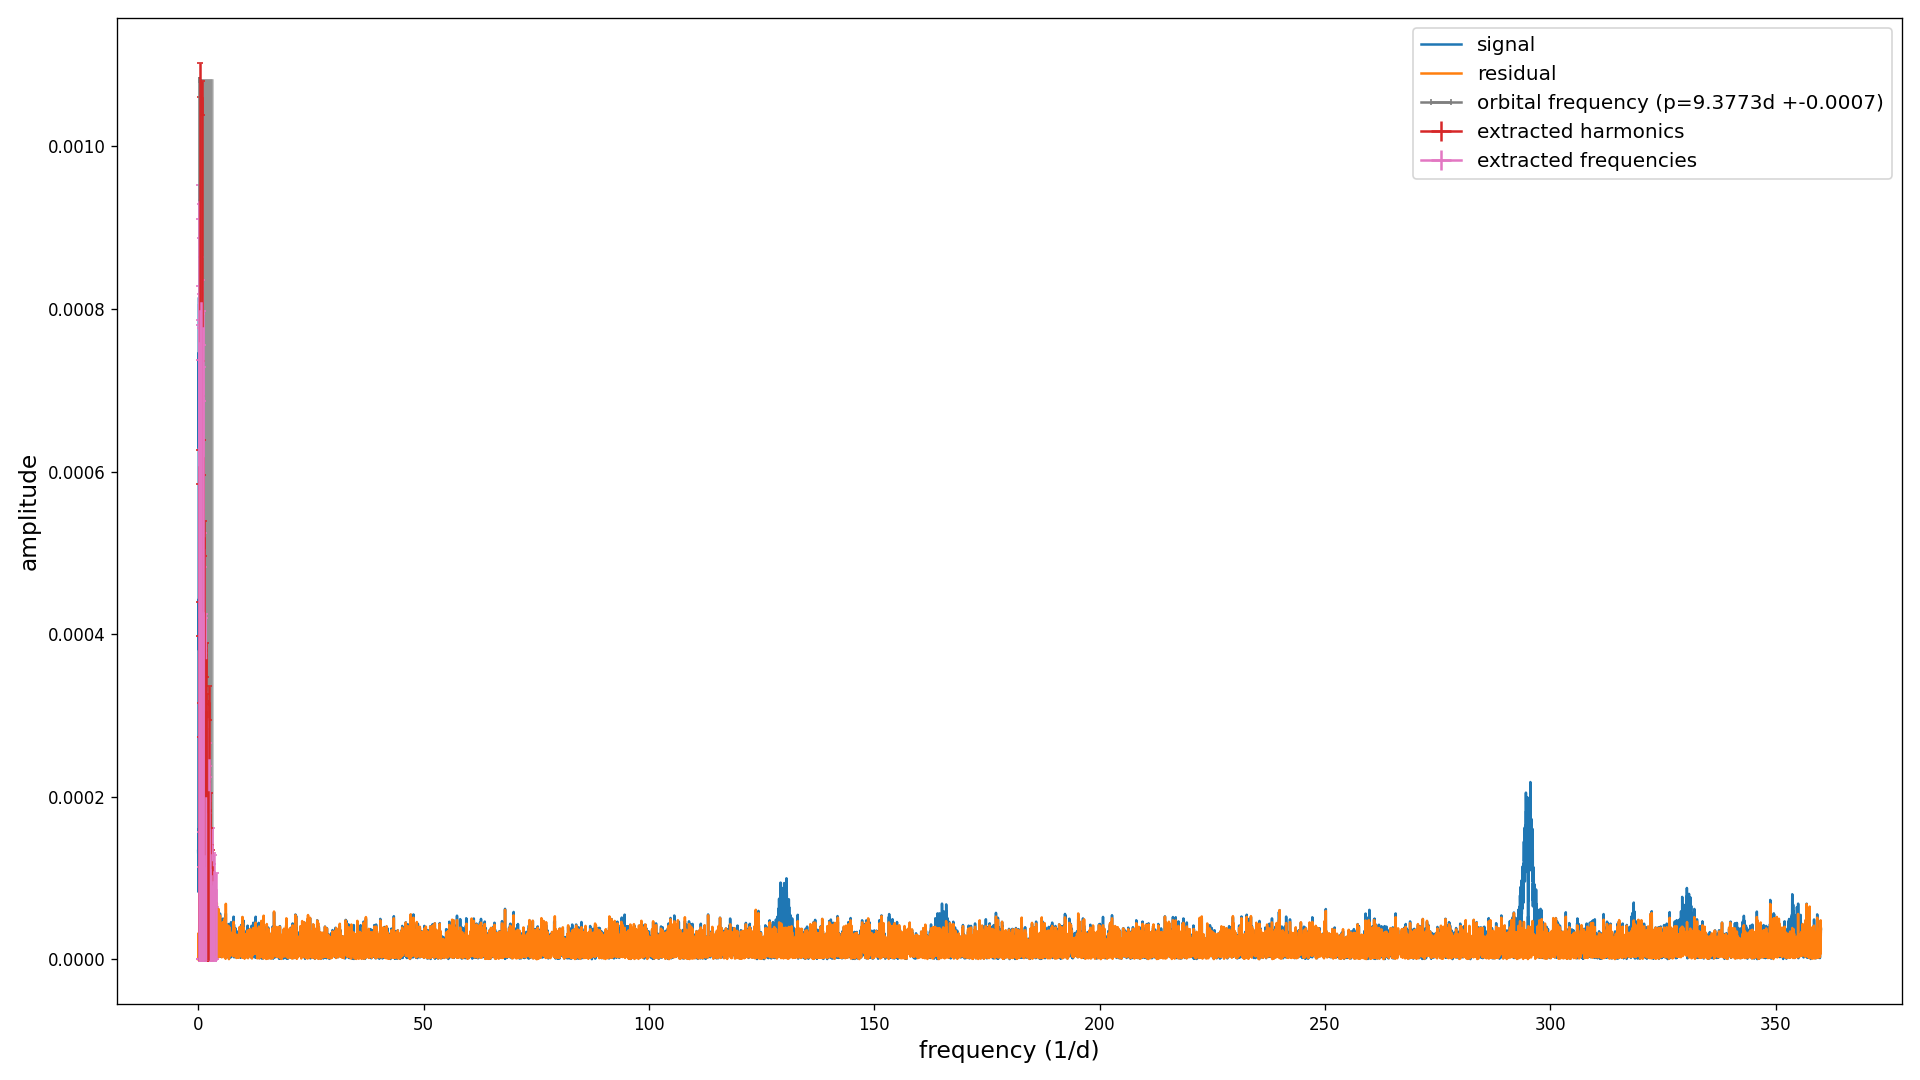 signal
residual
orbital frequency (p=9.3773d +-0.0007)
extracted harmonics
extracted frequencies
amplitude
0.0010
0.0008
0.0006
0.0004
0.0002
0.0000
0 50 100 150 200 250 300 350
frequency (1/d)